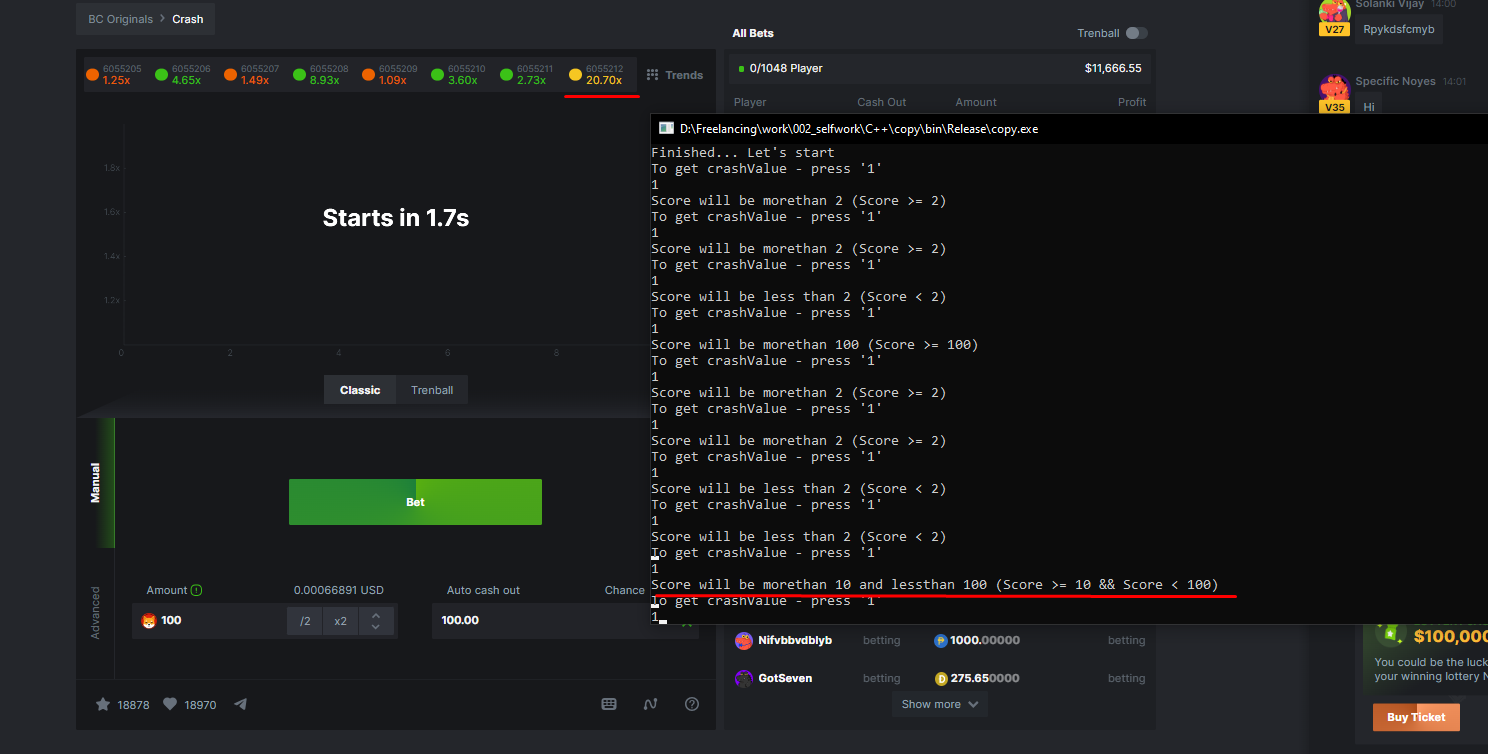 BC Originals > Crash
6055205 6055206 6055207 6055208 6055209 6055210 6055211 6055212
1.25x 4.65x 1.49x 8.93x 1.09x 3.60x 2.73x 20.70x
Trends
1.8x
1.6x
1.4x
1.2x
0 2 4 6 8
Starts in 1.7s
Classic Trenball
Manual
Advanced
Bet
Amount 0.00066891 USD
100 /2 x2
Auto cash out Chance
100.00
18878 18970
All Bets Trenball
0/1048 Player $11,666.55
Player Cash Out Amount Profit
D:\Freelancing\work\002_selfwork\C++\copy\bin\Release\copy.exe
Finished... Let's start
To get crashValue - press '1'
1
Score will be morethan 2 (Score >= 2)
To get crashValue - press '1'
1
Score will be morethan 2 (Score >= 2)
To get crashValue - press '1'
1
Score will be less than 2 (Score < 2)
To get crashValue - press '1'
1
Score will be morethan 100 (Score >= 100)
To get crashValue - press '1'
1
Score will be morethan 2 (Score >= 2)
To get crashValue - press '1'
1
Score will be morethan 2 (Score >= 2)
To get crashValue - press '1'
1
Score will be less than 2 (Score < 2)
To get crashValue - press '1'
1
Score will be less than 2 (Score < 2)
To get crashValue - press '1'
1
Score will be morethan 10 and lessthan 100 (Score >= 10 && Score < 100)
To get crashValue - press '1'
1
Nifvbbvdblyb betting 1000.00000 betting
GotSeven betting 275.650000 betting
Show more
Solanki Vijay 14:00
V27 Rpykdsfcmyb
Specific Noyes 14:01
V35 Hi
$100,000
You could be the luck
your winning lottery N
Buy Ticket